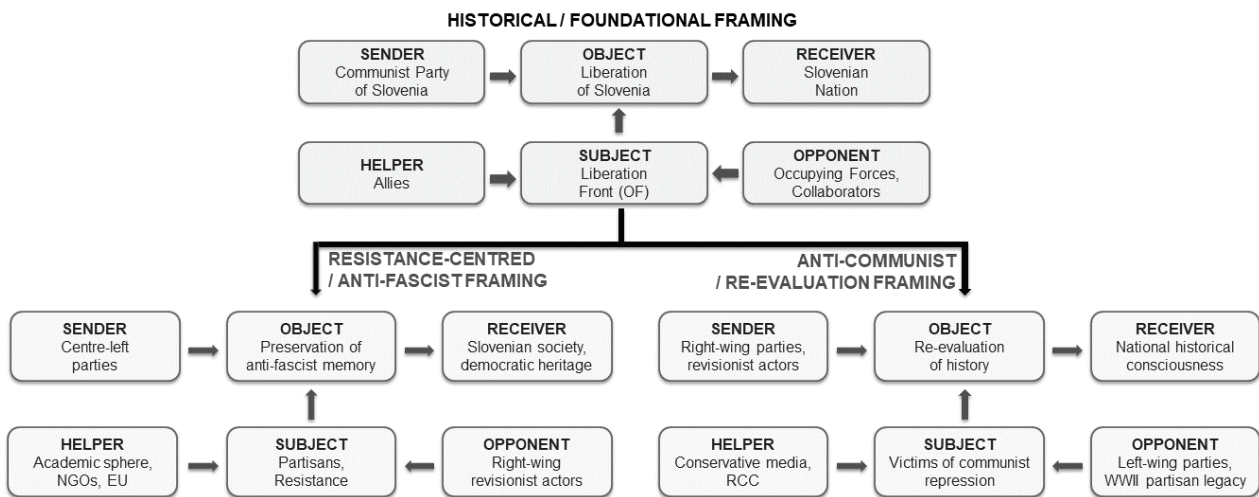 HISTORICAL / FOUNDATIONAL FRAMING
SENDER
Communist Party
of Slovenia
OBJECT
Liberation
of Slovenia
RECEIVER
Slovenian
Nation
HELPER
Allies
SUBJECT
Liberation
Front (OF)
OPPONENT
Occupying Forces,
Collaborators
RESISTANCE-CENTRED
/ ANTI-FASCIST FRAMING
ANTI-COMMUNIST
/ RE-EVALUATION FRAMING
SENDER
Centre-left
parties
OBJECT
Preservation of
anti-fascist memory
RECEIVER
Slovenian society,
democratic heritage
HELPER
Academic sphere,
NGOs, EU
SUBJECT
Partisans,
Resistance
OPPONENT
Right-wing
revisionist actors
SENDER
Right-wing parties,
revisionist actors
OBJECT
Re-evaluation
of history
RECEIVER
National historical
consciousness
HELPER
Conservative media,
RCC
SUBJECT
Victims of communist
repression
OPPONENT
Left-wing parties,
WWII partisan legacy